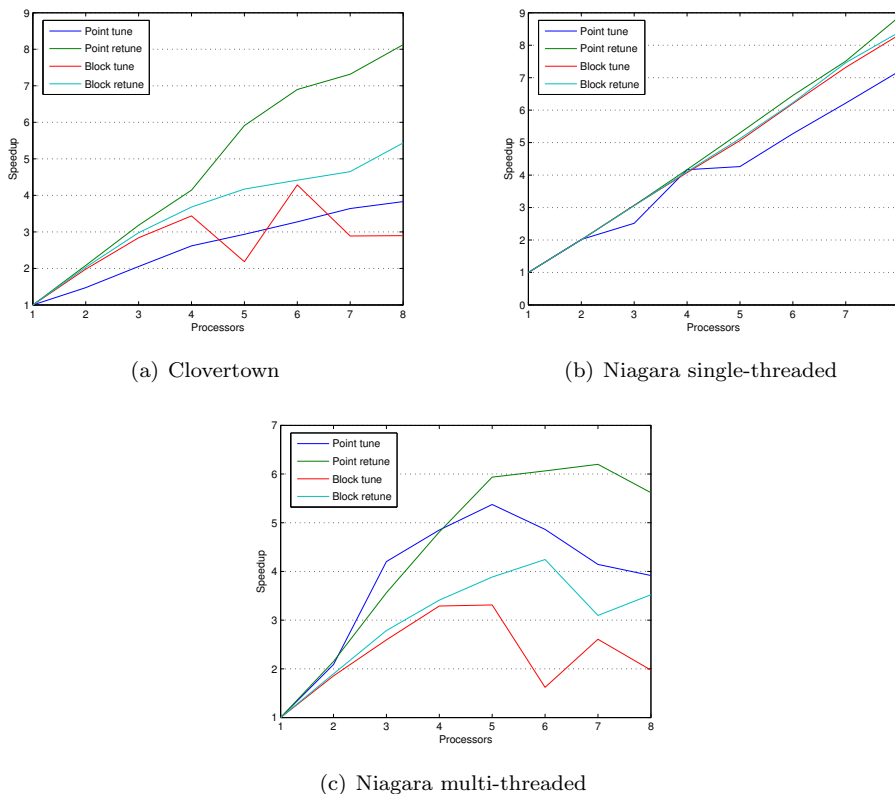 9
8
7
6
5
4
3
2
1
Speedup
Point tune
Point retune
Block tune
Block retune
1 2 3 4 5 6 7 8
Processors
(a) Clovertown
9
8
7
6
5
4
3
2
1
0
Speedup
Point tune
Point retune
Block tune
Block retune
1 2 3 4 5 6 7
Processors
(b) Niagara single-threaded
7
6
5
4
3
2
1
Speedup
Point tune
Point retune
Block tune
Block retune
1 2 3 4 5 6 7 8
Processors
(c) Niagara multi-threaded